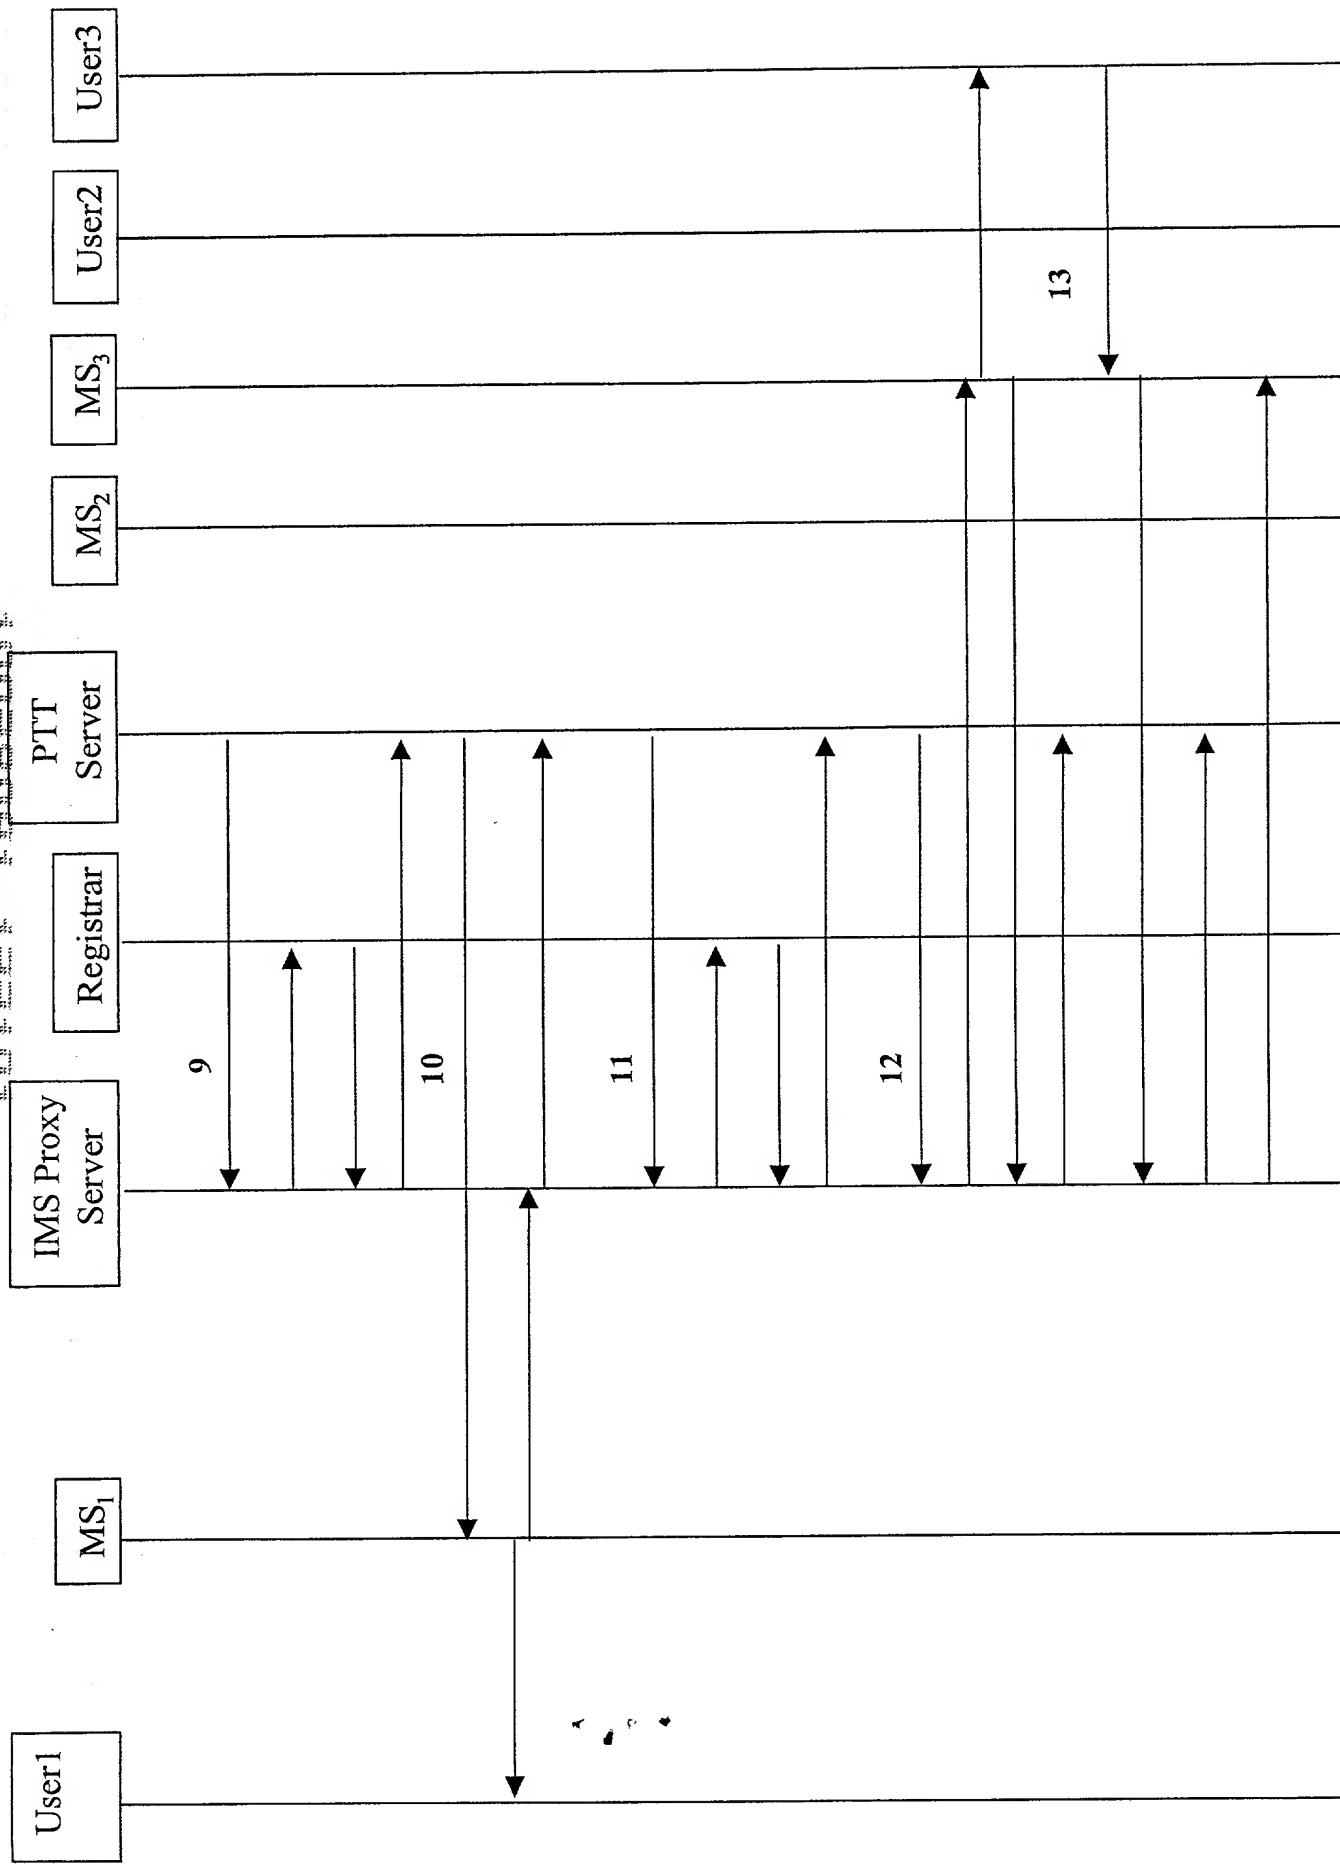 User1
MS₁
IMS Proxy
Server
Registrar
PTT
Server
MS₂
MS₃
User2
User3
9
10
11
12
13